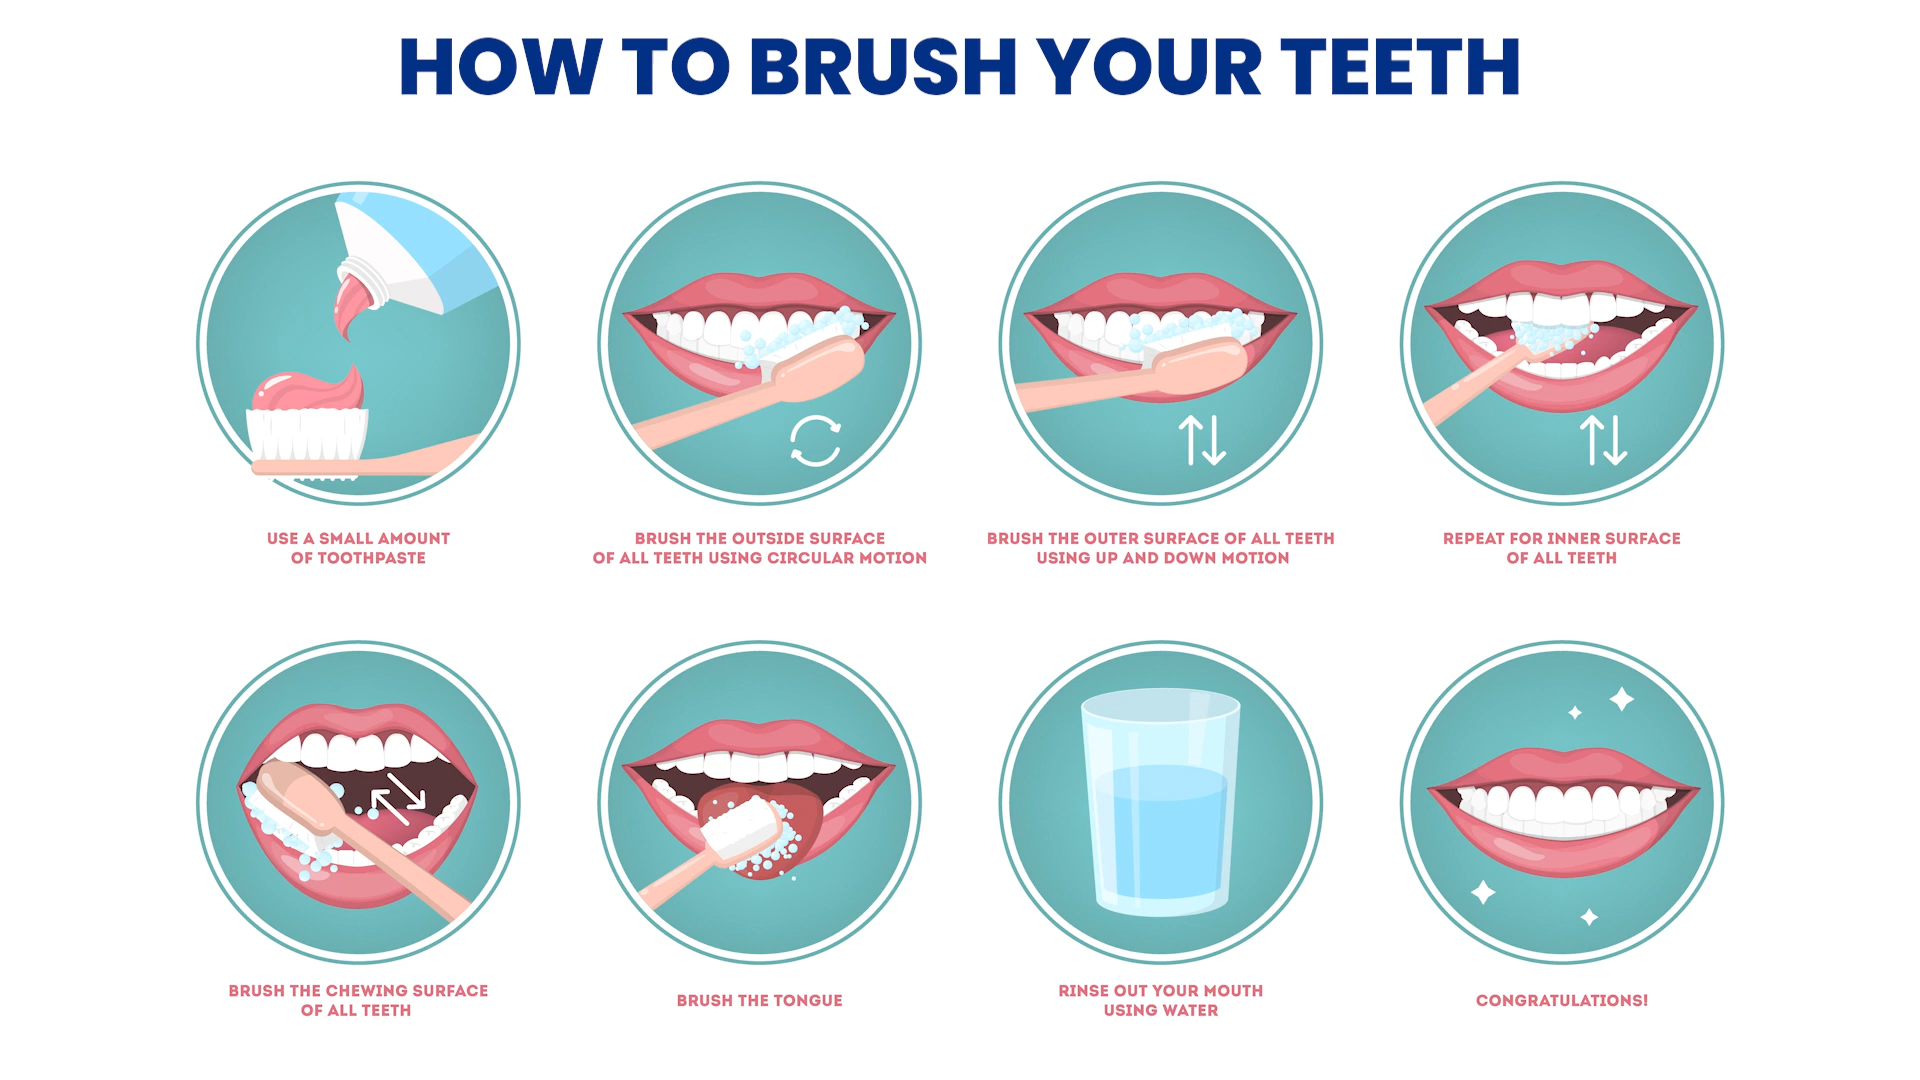 HOW TO BRUSH YOUR TEETH
USE A SMALL AMOUNT
OF TOOTHPASTE
BRUSH THE OUTSIDE SURFACE
OF ALL TEETH USING CIRCULAR MOTION
BRUSH THE OUTER SURFACE OF ALL TEETH
USING UP AND DOWN MOTION
REPEAT FOR INNER SURFACE
OF ALL TEETH
BRUSH THE CHEWING SURFACE
OF ALL TEETH
BRUSH THE TONGUE
RINSE OUT YOUR MOUTH
USING WATER
CONGRATULATIONS!